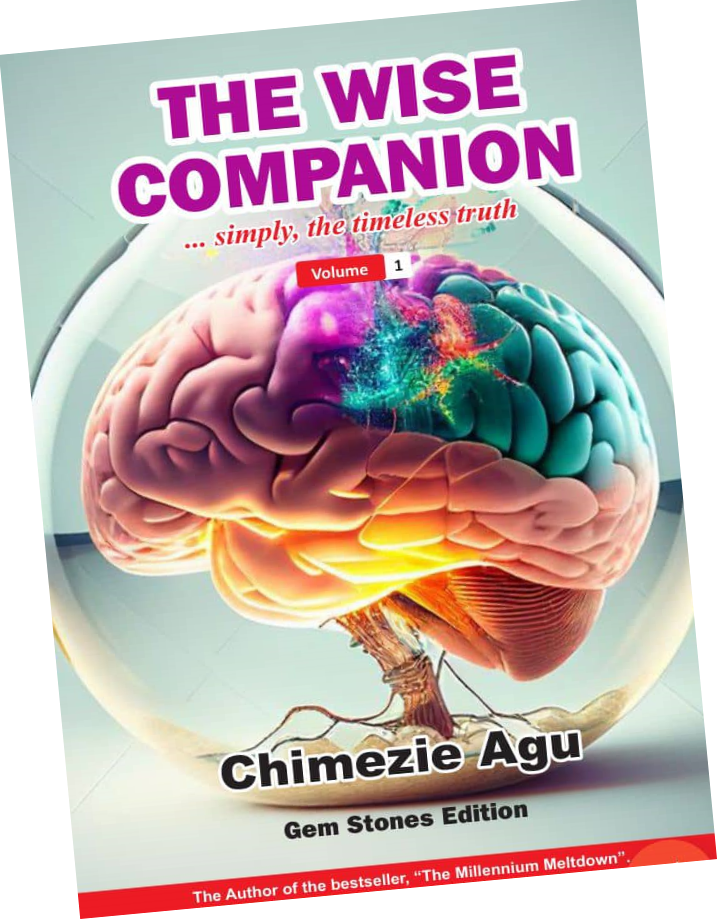 THE WISE
COMPANION
... simply, the timeless truth
Volume 1
Chimezie Agu
Gem Stones Edition
The Author of the bestseller, “The Millennium Meltdown”.